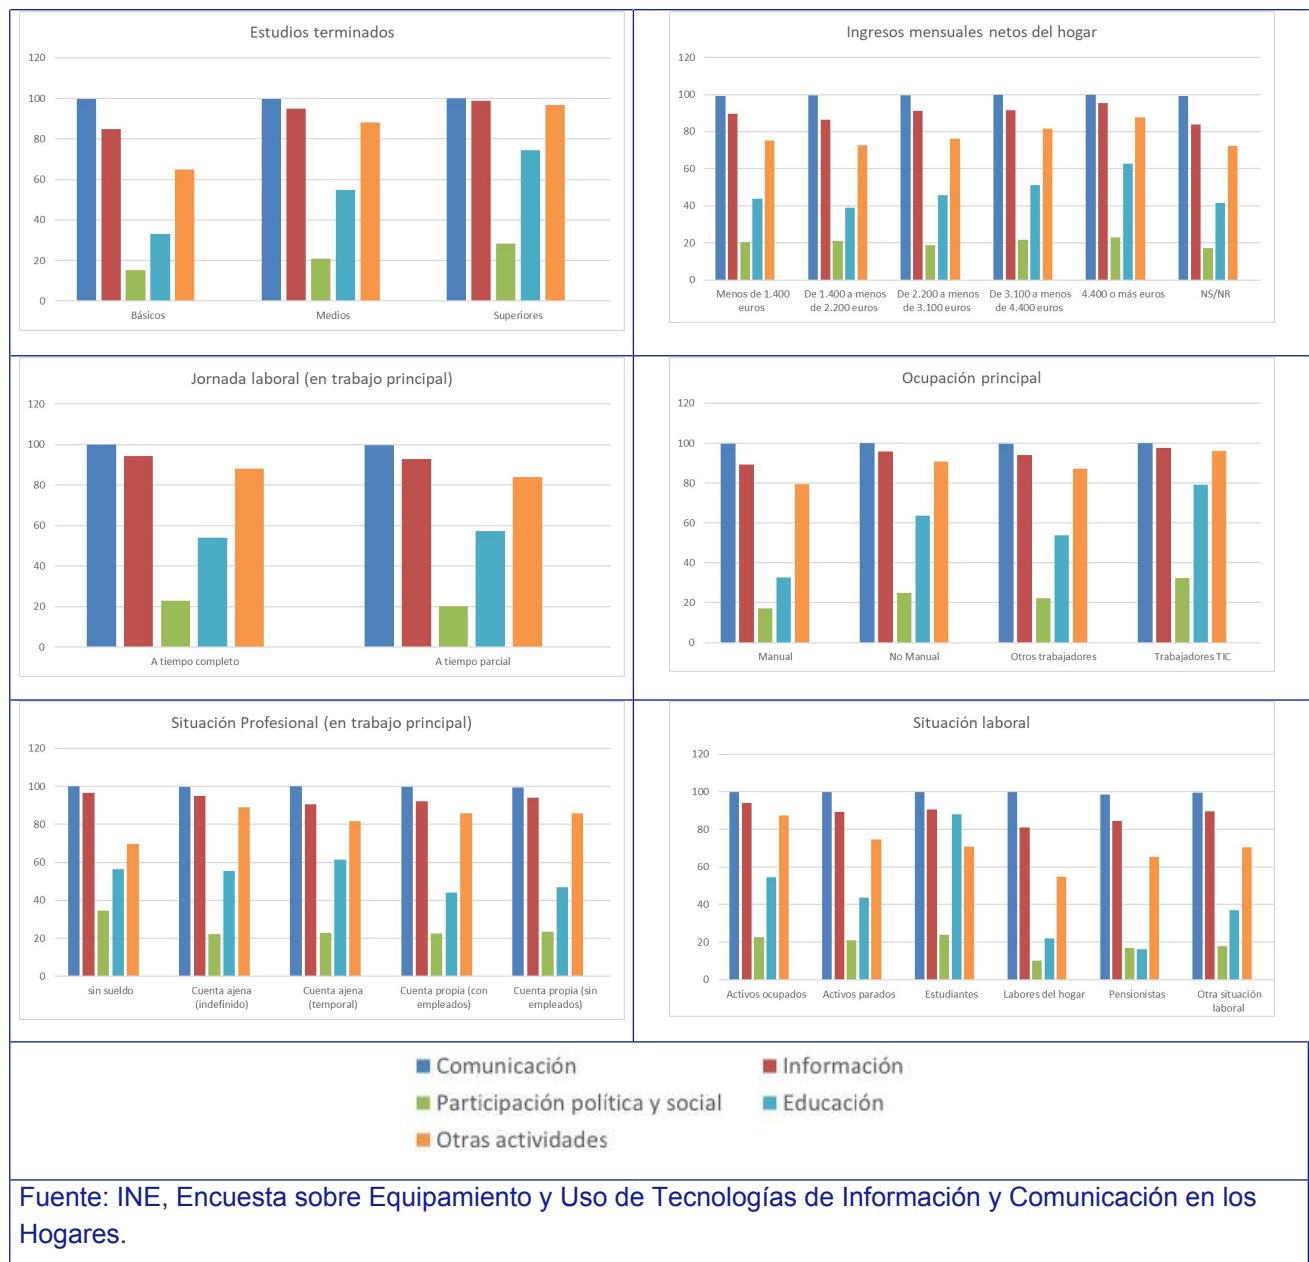 Estudios terminados
120
100
80
60
40
20
0
Básicos
Medios
Superiores
Ingresos mensuales netos del hogar
120
100
80
60
40
20
0
Menos de 1.400
euros
De 1.400 a menos
de 2.200 euros
De 2.200 a menos
de 3.100 euros
De 3.100 a menos
de 4.400 euros
4.400 o más euros
NS/NR
Jornada laboral (en trabajo principal)
120
100
80
60
40
20
0
A tiempo completo
A tiempo parcial
Ocupación principal
120
100
80
60
40
20
0
Manual
No Manual
Otros trabajadores
Trabajadores TIC
Situación Profesional (en trabajo principal)
120
100
80
60
40
20
0
sin sueldo
Cuenta ajena
(indefinido)
Cuenta ajena
(temporal)
Cuenta propia (con
empleados)
Cuenta propia (sin
empleados)
Situación laboral
120
100
80
60
40
20
0
Activos ocupados
Activos parados
Estudiantes
Labores del hogar
Pensionistas
Otra situación
laboral
Comunicación
Información
Participación política y social
Educación
Otras actividades
Fuente: INE, Encuesta sobre Equipamiento y Uso de Tecnologías de Información y Comunicación en los
Hogares.